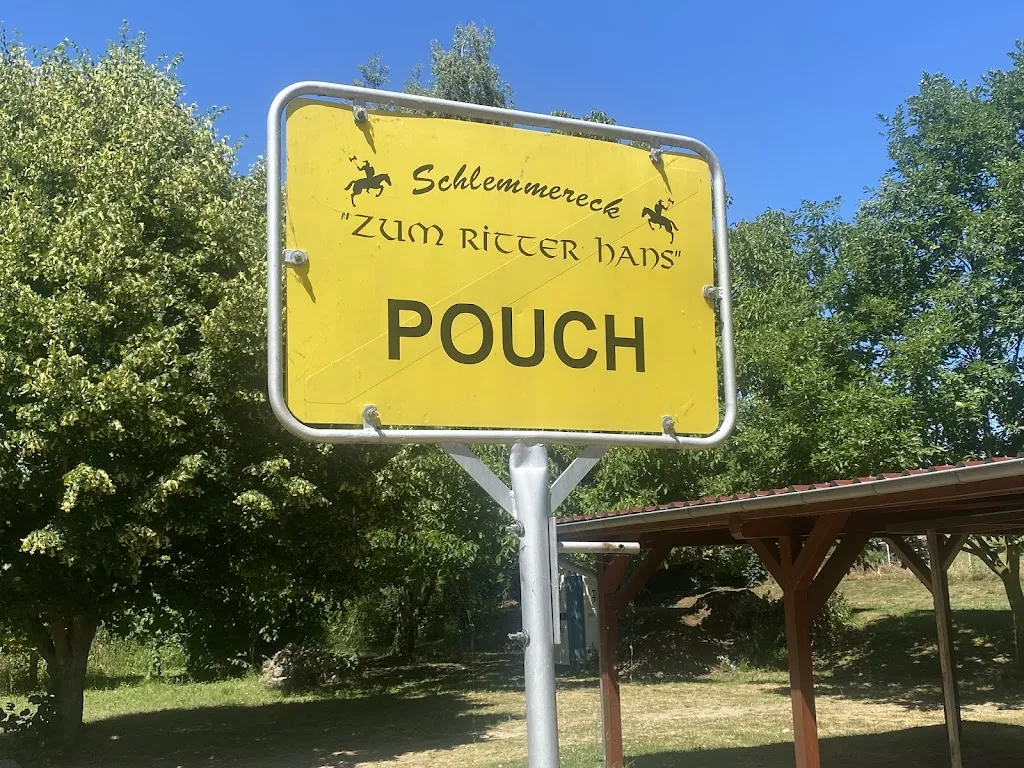 Schlemmereck
"ZUM RITTER HANS"
POUCH